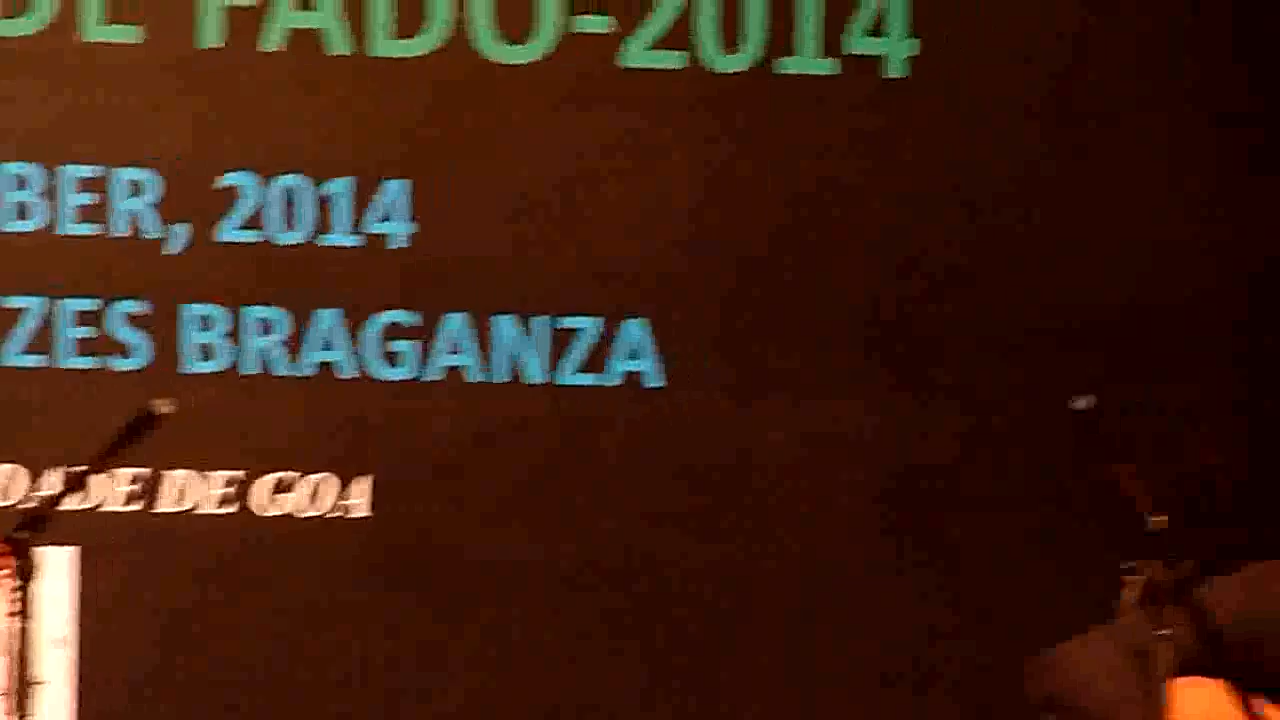 DE FADO-2014
BER, 2014
ZES BRAGANZA
DADE DE GOA